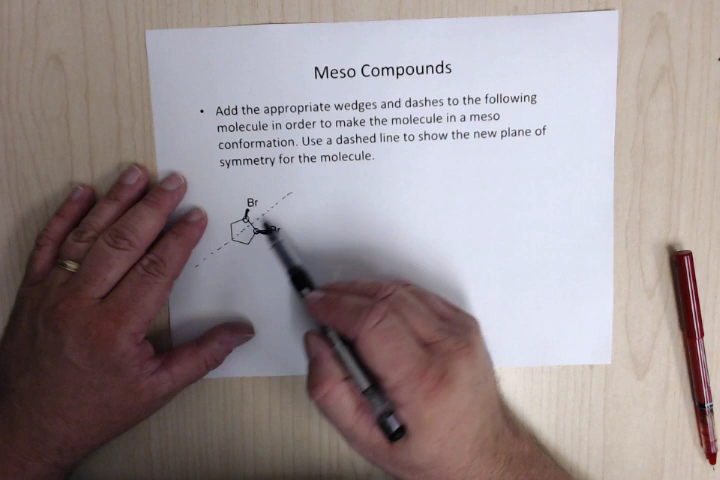 Meso Compounds
• Add the appropriate wedges and dashes to the following
molecule in order to make the molecule in a meso
conformation. Use a dashed line to show the new plane of
symmetry for the molecule.
Br